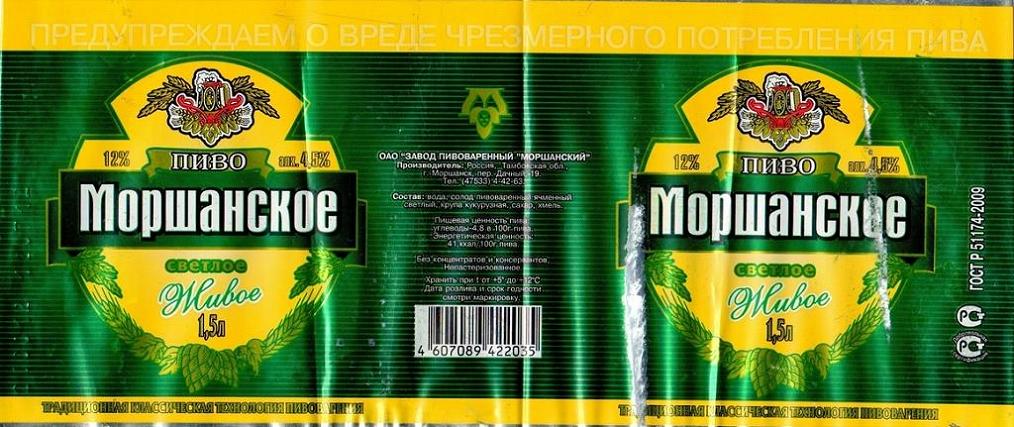 ПРЕДУПРЕЖДАЕМ О ВРЕДЕ ЧРЕЗМЕРНОГО ПОТРЕБЛЕНИЯ ПИВА
12% ПИВО алк. 4,5%
Моршанское
светлое
Живое
1,5л
ТРАДИЦИОННАЯ КЛАССИЧЕСКАЯ ТЕХНОЛОГИЯ ПИВОВАРЕНИЯ
ОАО "ЗАВОД ПИВОВАРЕННЫЙ "МОРШАНСКИЙ"
Производитель: Россия, Тамбовская обл.,
г. Моршанск, пер. Дачный, 19.
Тел. (47533) 4-42-63.
Состав: вода, солод пивоваренный ячменный
светлый, крупа кукурузная, сахар, хмель.
Пищевая ценность пива:
углеводы-4,8 в 100г.пива.
Энергетическая ценность:
41 ккал/100г.пива.
Без концентратов и консервантов.
Непастеризованное
Хранить при t от +5° до +12°С
Дата розлива и срок годности
смотри маркировку.
4 607089 422035
12% ПИВО алк. 4,5%
Моршанское
светлое
Живое
1,5л
ТРАДИЦИОННАЯ КЛАССИЧЕСКАЯ ТЕХНОЛОГИЯ ПИВОВАРЕНИЯ
ГОСТ Р 51174-2009